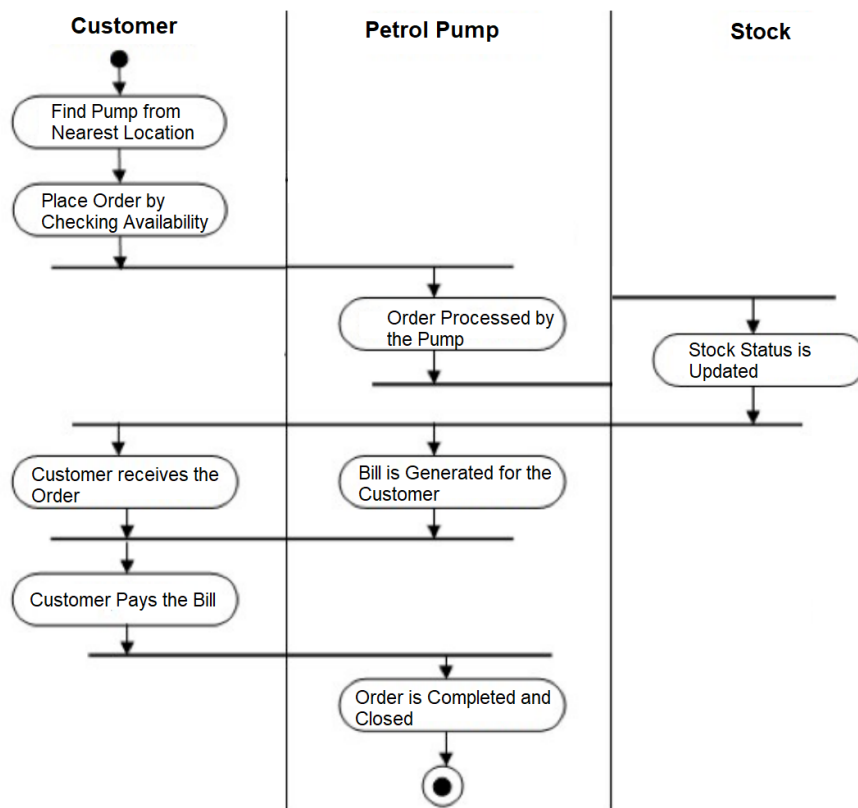 Customer
Petrol Pump
Stock
Find Pump from
Nearest Location
Place Order by
Checking Availability
Order Processed by
the Pump
Stock Status is
Updated
Customer receives the
Order
Bill is Generated for the
Customer
Customer Pays the Bill
Order is Completed and
Closed